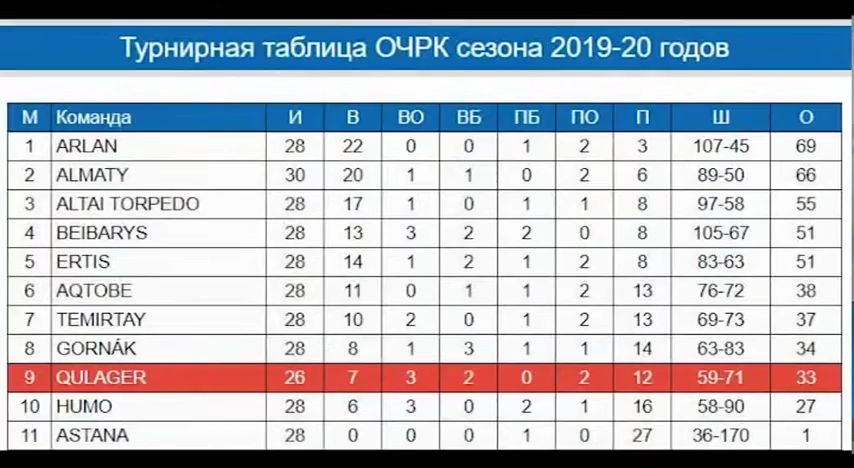 Турнирная таблица ОЧРК сезона 2019-20 годов
М Команда И В ВО ВБ ПБ ПО П Ш О
1 ARLAN 28 22 0 0 1 2 3 107-45 69
2 ALMATY 30 20 1 1 0 2 6 89-50 66
3 ALTAI TORPEDO 28 17 1 0 1 1 8 97-58 55
4 BEIBARYS 28 13 3 2 2 0 8 105-67 51
5 ERTIS 28 14 1 2 1 2 8 83-63 51
6 AQTOBE 28 11 0 1 1 2 13 76-72 38
7 TEMIRTAY 28 10 2 0 1 2 13 69-73 37
8 GORNÁK 28 8 1 3 1 1 14 63-83 34
9 QULAGER 26 7 3 2 0 2 12 59-71 33
10 HUMO 28 6 3 0 2 1 16 58-90 27
11 ASTANA 28 0 0 0 1 0 27 36-170 1